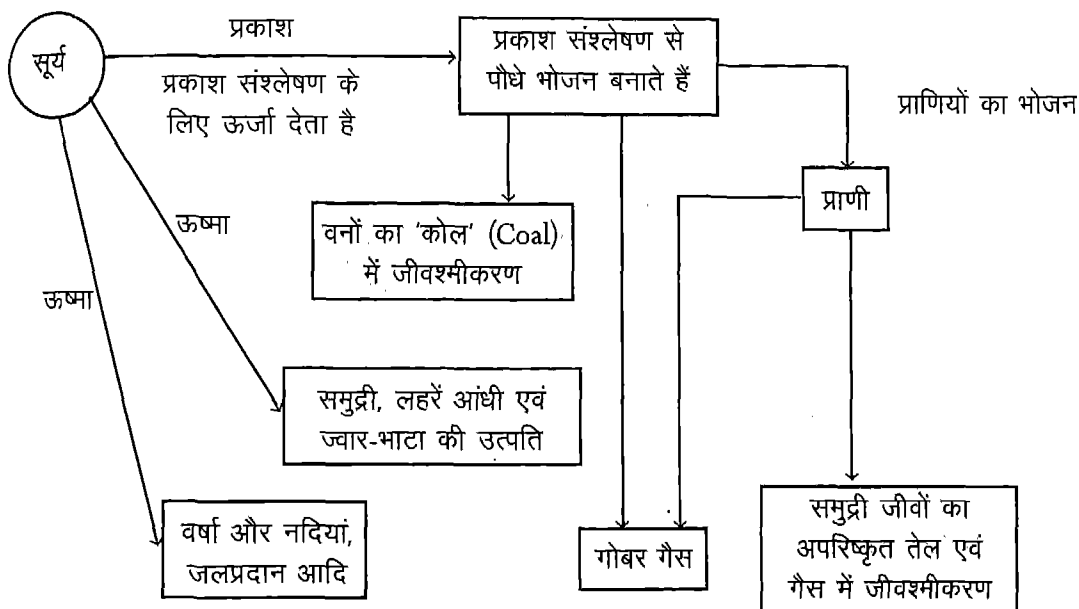 सूर्य
प्रकाश
प्रकाश संश्लेषण के
लिए ऊर्जा देता है
प्रकाश संश्लेषण से
पौधे भोजन बनाते हैं
प्राणियों का भोजन
प्राणी
ऊष्मा
वनों का 'कोल' (Coal)
में जीवश्मीकरण
ऊष्मा
समुद्री, लहरें आंधी एवं
ज्वार-भाटा की उत्पति
वर्षा और नदियां,
जलप्रदान आदि
गोबर गैस
समुद्री जीवों का
अपरिष्कृत तेल एवं
गैस में जीवश्मीकरण